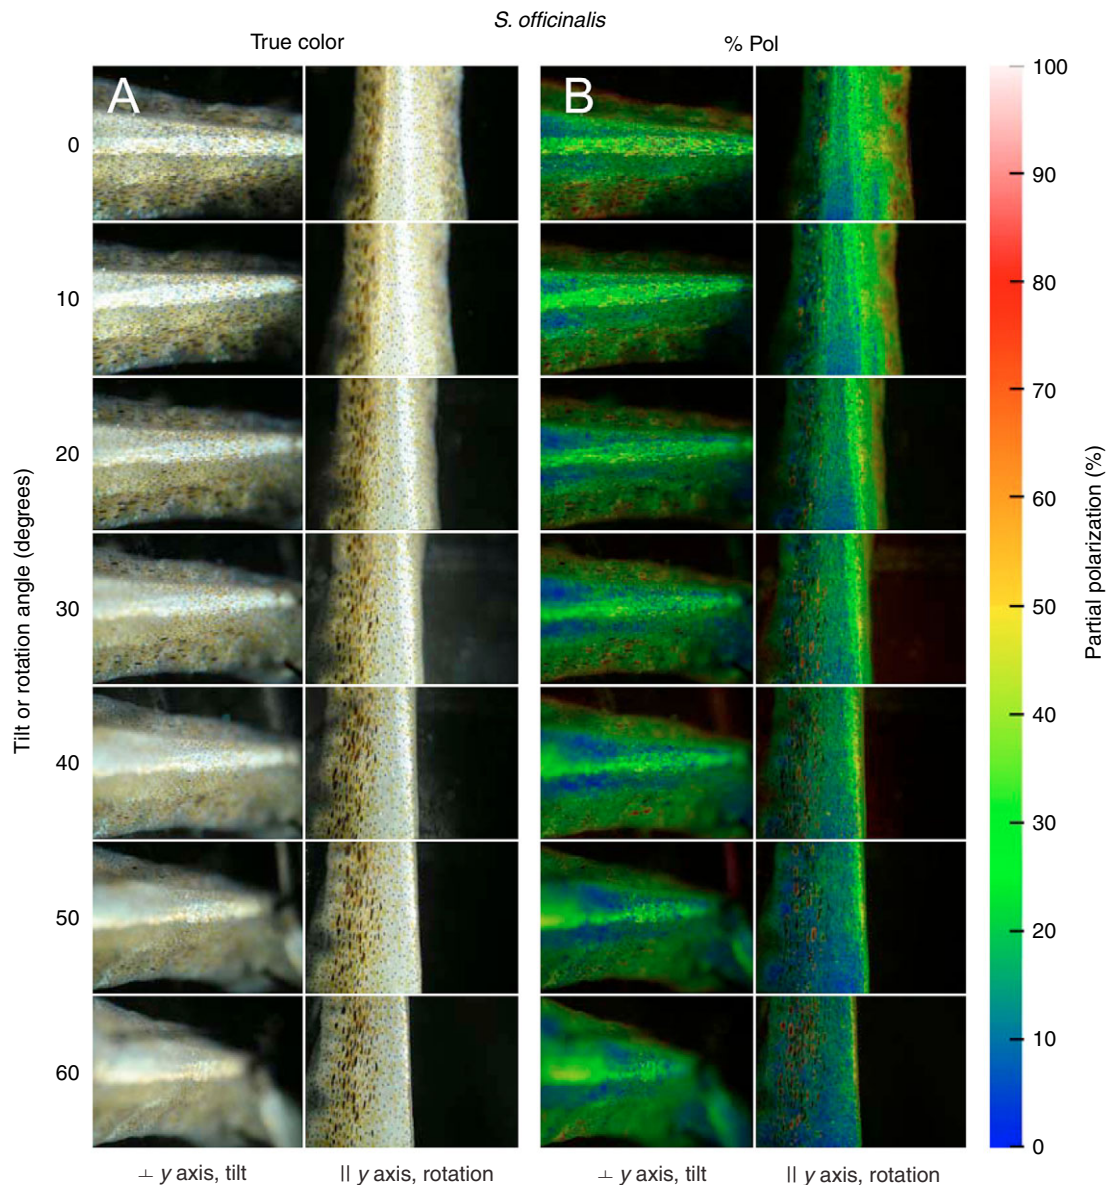 S. officinalis
True color
% Pol
A
B
0
10
20
30
40
50
60
Tilt or rotation angle (degrees)
⊥ y axis, tilt
|| y axis, rotation
⊥ y axis, tilt
|| y axis, rotation
100
90
80
70
60
50
40
30
20
10
0
Partial polarization (%)